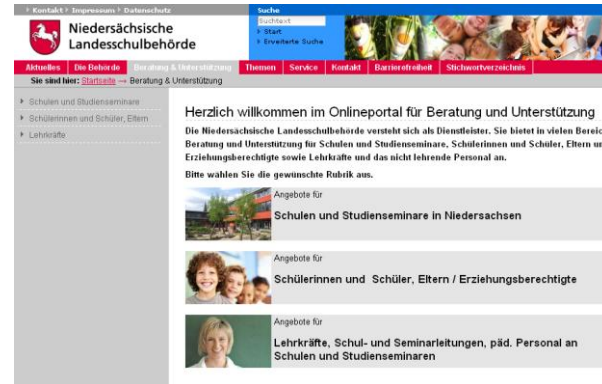 Kontakt Impressum Datenschutz
Suche
Suchtext
Start
Erweiterte Suche
Niedersächsische
Landesschulbehörde
Aktuelles Die Behörde Beratung & Unterstützung Themen Service Kontakt Barrierefreiheit Stichwortverzeichnis
Sie sind hier: Startseite → Beratung & Unterstützung
Schulen und Studienseminare
Schülerinnen und Schüler, Eltern
Lehrkräfte
Herzlich willkommen im Onlineportal für Beratung und Unterstützung
Die Niedersächsische Landesschulbehörde versteht sich als Dienstleister. Sie bietet in vielen Bereic
Beratung und Unterstützung für Schulen und Studienseminare, Schülerinnen und Schüler, Eltern un
Erziehungsberechtigte sowie Lehrkräfte und das nicht lehrende Personal an.
Bitte wählen Sie die gewünschte Rubrik aus.
Angebote für
Schulen und Studienseminare in Niedersachsen
Angebote für
Schülerinnen und Schüler, Eltern / Erziehungsberechtigte
Angebote für
Lehrkräfte, Schul- und Seminarleitungen, päd. Personal an
Schulen und Studienseminaren